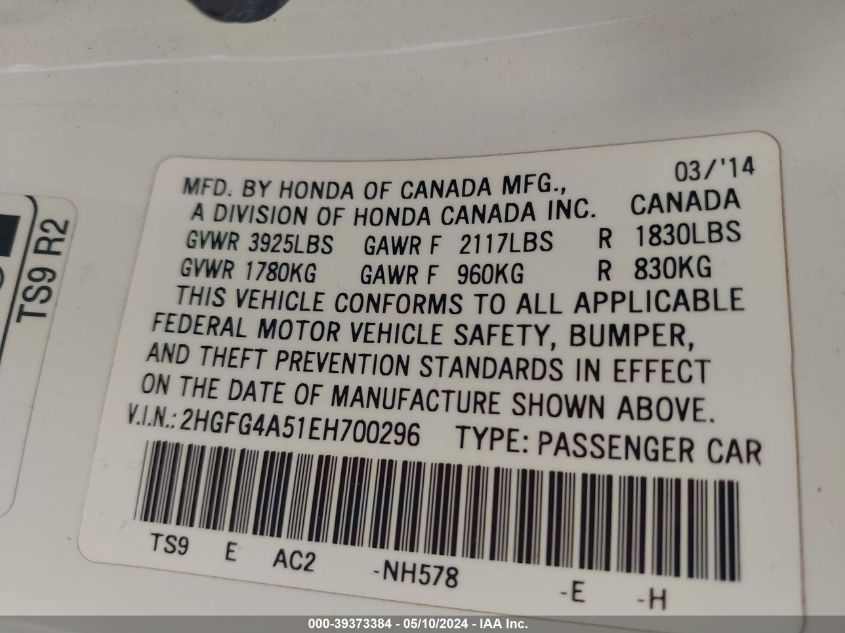 03/'14
MFD. BY HONDA OF CANADA MFG.,
A DIVISION OF HONDA CANADA INC. CANADA
GVWR 3925LBS GAWR F 2117LBS R 1830LBS
GVWR 1780KG GAWR F 960KG R 830KG
THIS VEHICLE CONFORMS TO ALL APPLICABLE
FEDERAL MOTOR VEHICLE SAFETY, BUMPER,
AND THEFT PREVENTION STANDARDS IN EFFECT
ON THE DATE OF MANUFACTURE SHOWN ABOVE.
V.I.N.: 2HGFG4A51EH700296 TYPE: PASSENGER CAR
TS9 E AC2 -NH578 -E -H
TS9 R2
000-39373384 - 05/10/2024 - IAA Inc.